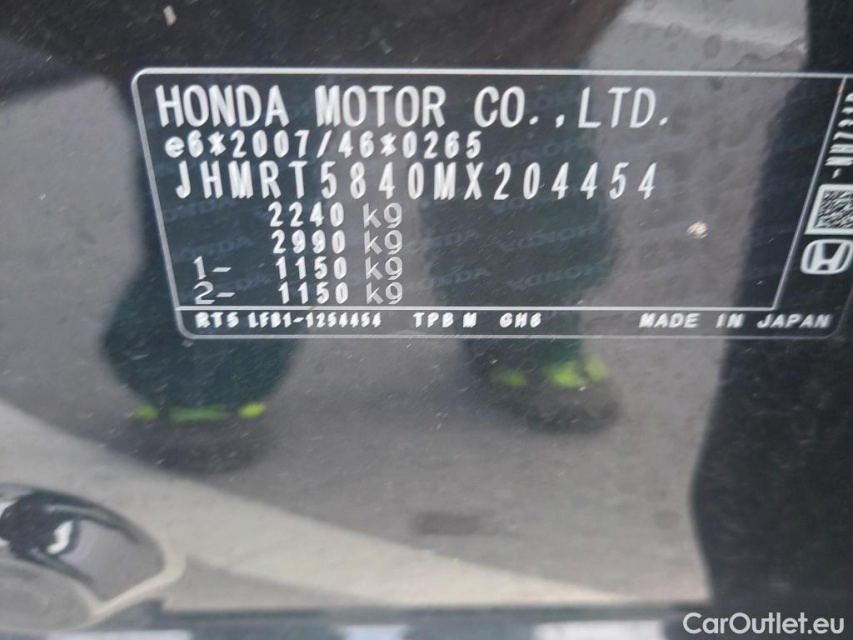 HONDA MOTOR CO.,LTD.
e6*2007/46*0265
JHMRT5840MX204454
2240 kg
2990 kg
1- 1150 kg
2- 1150 kg
RT5 LFB1-1254454 TPB M GH6 MADE IN JAPAN
CarOutlet.eu